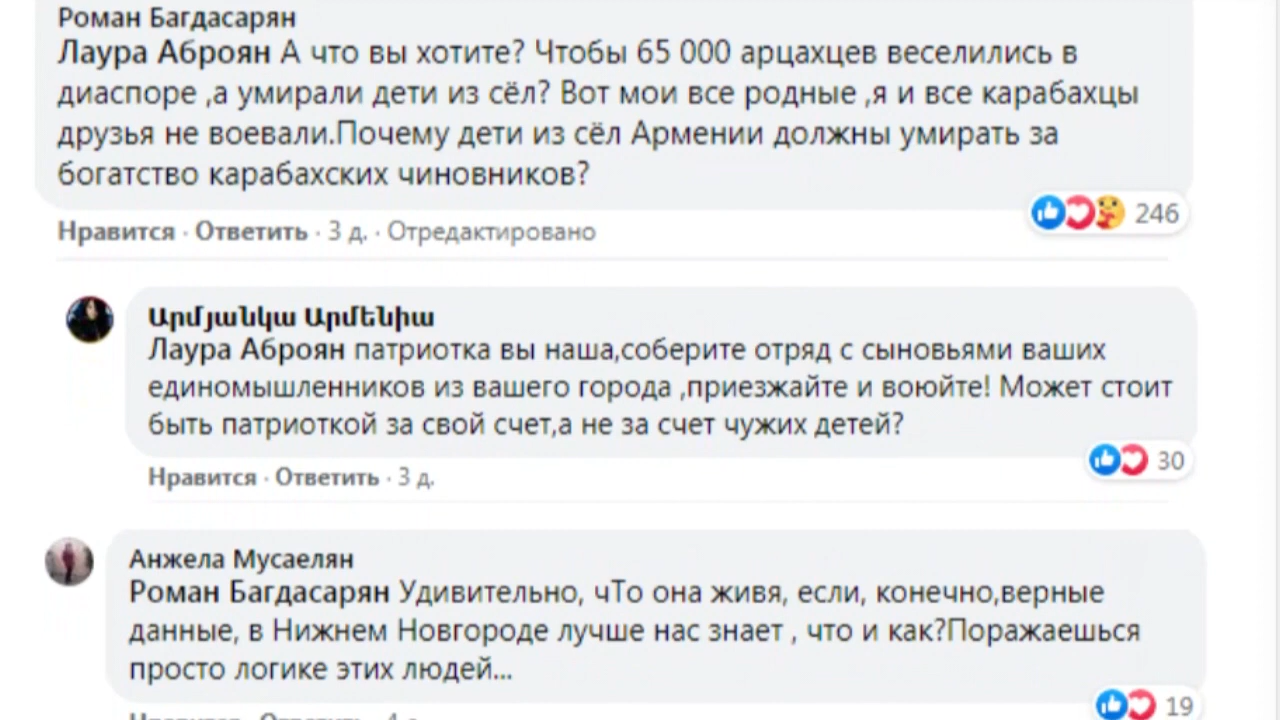 Роман Багдасарян
Лаура Аброян А что вы хотите? Чтобы 65 000 арцахцев веселились в
диаспоре ,а умирали дети из сёл? Вот мои все родные ,я и все карабахцы
друзья не воевали.Почему дети из сёл Армении должны умирать за
богатство карабахских чиновников?
246
Нравится · Ответить · 3 д. · Отредактировано
Արմյանկա Արմենիա
Лаура Аброян патриотка вы наша,соберите отряд с сыновьями ваших
единомышленников из вашего города ,приезжайте и воюйте! Может стоит
быть патриоткой за свой счет,а не за счет чужих детей?
30
Нравится · Ответить · 3 д.
Анжела Мусаелян
Роман Багдасарян Удивительно, чТо она живя, если, конечно,верные
данные, в Нижнем Новгороде лучше нас знает , что и как?Поражаешься
просто логике этих людей...
19